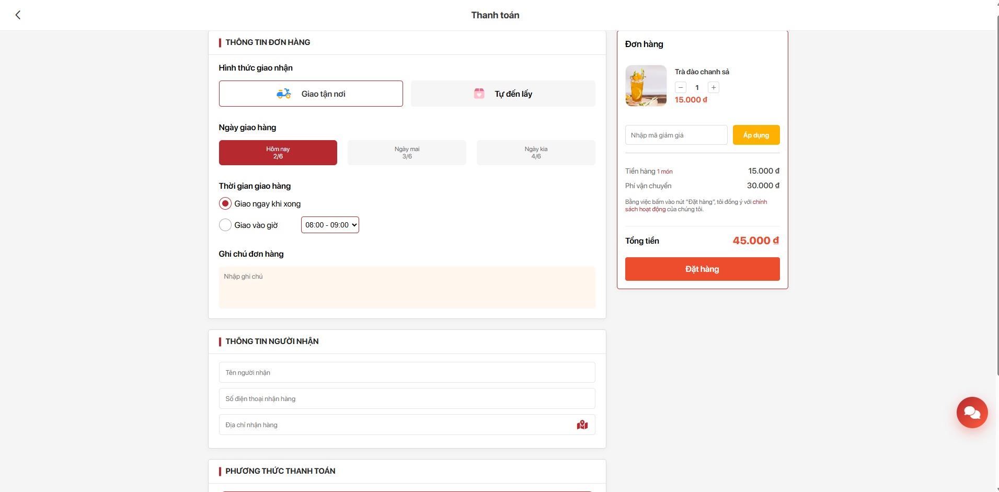 Thanh toán
THÔNG TIN ĐƠN HÀNG
Hình thức giao nhận
Giao tận nơi
Tự đến lấy
Ngày giao hàng
Hôm nay
2/6
Ngày mai
3/6
Ngày kia
4/6
Thời gian giao hàng
Giao ngay khi xong
Giao vào giờ
08:00 - 09:00
Ghi chú đơn hàng
Nhập ghi chú
THÔNG TIN NGƯỜI NHẬN
Tên người nhận
Số điện thoại nhận hàng
Địa chỉ nhận hàng
PHƯƠNG THỨC THANH TOÁN
Đơn hàng
Trà đào chanh sả
1
15.000 ₫
Nhập mã giảm giá
Áp dụng
Tiền hàng 1 món 15.000 ₫
Phí vận chuyển 30.000 ₫
Bằng việc bấm vào nút “Đặt hàng”, tôi đồng ý với chính
sách hoạt động của chúng tôi.
Tổng tiền 45.000 ₫
Đặt hàng